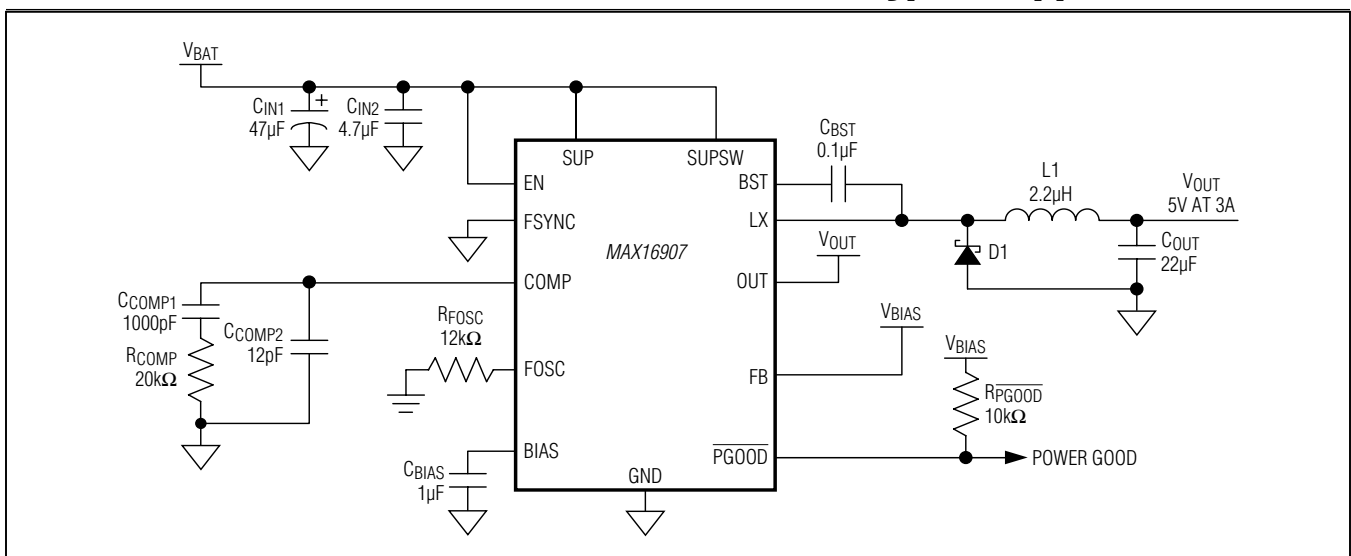 VBAT
CIN1
47µF
+
CIN2
4.7µF
SUP
SUPSW
EN
FSYNC
COMP
FOSC
BIAS
GND
BST
LX
OUT
FB
PGOOD
MAX16907
CBST
0.1µF
L1
2.2µH
VOUT
5V AT 3A
D1
COUT
22µF
VOUT
VBIAS
VBIAS
RPGOOD
10kΩ
POWER GOOD
CCOMP1
1000pF
RCOMP
20kΩ
CCOMP2
12pF
RFOSC
12kΩ
CBIAS
1µF